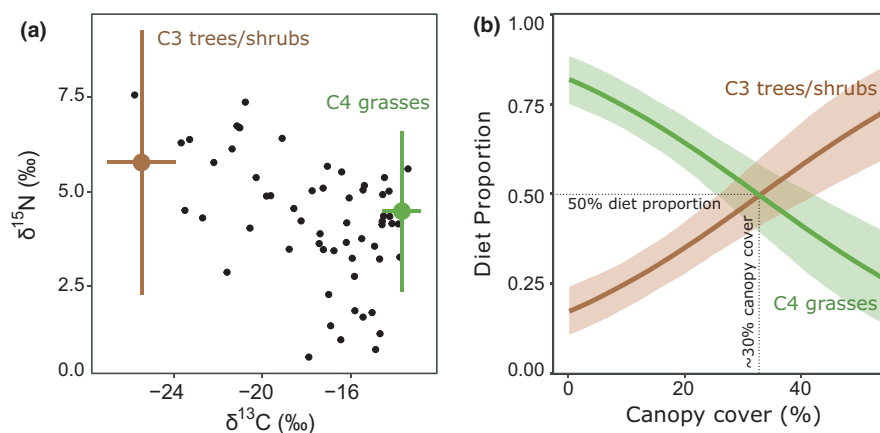 (a)
C3 trees/shrubs
C4 grasses
7.5
5.0
2.5
0.0
δ15N (‰)
−24
−20
−16
δ13C (‰)
(b)
1.00
0.75
0.50
0.25
0.00
Diet Proportion
C3 trees/shrubs
50% diet proportion
~30% canopy cover
C4 grasses
0
20
40
Canopy cover (%)